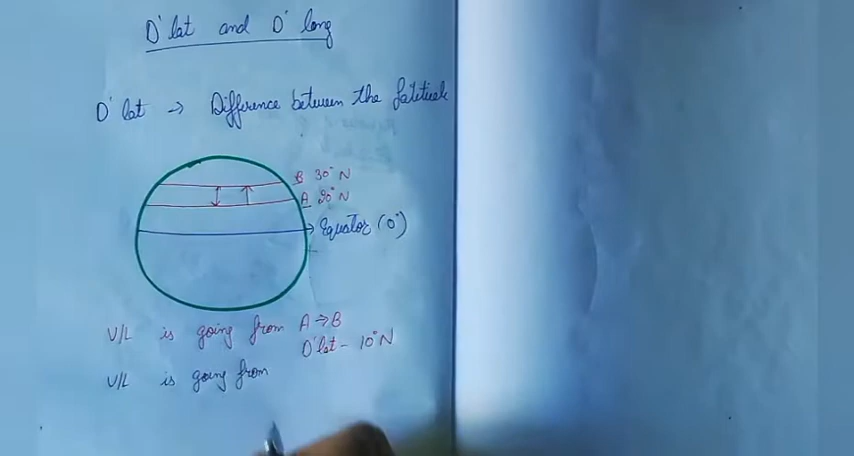 D'lat and D'long
D'lat → Difference between the latitude
B 30° N
A 20° N
Equator (0°)
V/L is going from A → B
D'lat - 10° N
V/L is going from